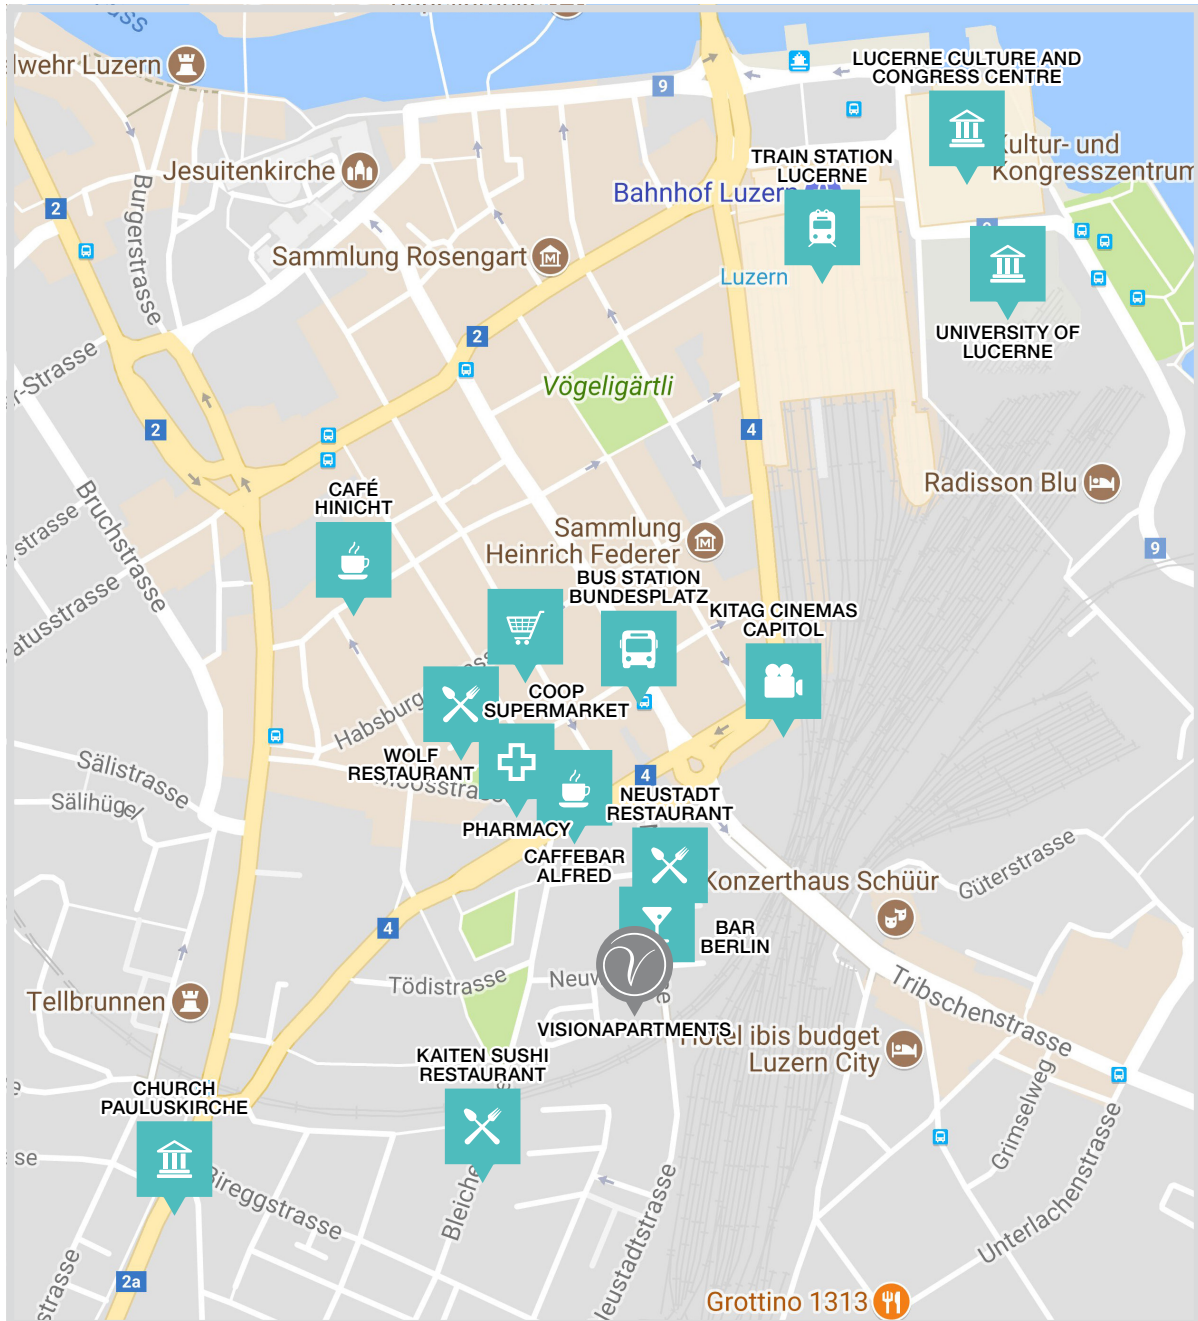 lwehr Luzern
9
LUCERNE CULTURE AND
CONGRESS CENTRE
Jesuitenkirche
Kultur- und
Kongresszentrum
TRAIN STATION
LUCERNE
Bahnhof Luzern
2
Burgerstrasse
Sammlung Rosengart
Luzern
UNIVERSITY OF
LUCERNE
2
r-Strasse
Vögeligärtli
2
4
CAFÉ
HINICHT
Radisson Blu
Bruchstrasse
strasse
Sammlung
Heinrich Federer
9
BUS STATION
BUNDESPLATZ
KITAG CINEMAS
CAPITOL
atusstrasse
COOP
SUPERMARKET
Habsburg
WOLF
RESTAURANT
Moosstrasse
4
Sälistrasse
Sälihügel
NEUSTADT
RESTAURANT
PHARMACY
CAFFEBAR
ALFRED
Güterstrasse
Konzerthaus Schüür
4
BAR
BERLIN
Tödistrasse
Neuw
Tribschenstrasse
Tellbrunnen
VISIONAPARTMENTS
Hotel ibis budget
Luzern City
KAITEN SUSHI
RESTAURANT
CHURCH
PAULUSKIRCHE
Grimselweg
se
Bireggstrasse
Bleiche
Neustadtstrasse
Unterlachenstrasse
2a
strasse
Grottino 1313